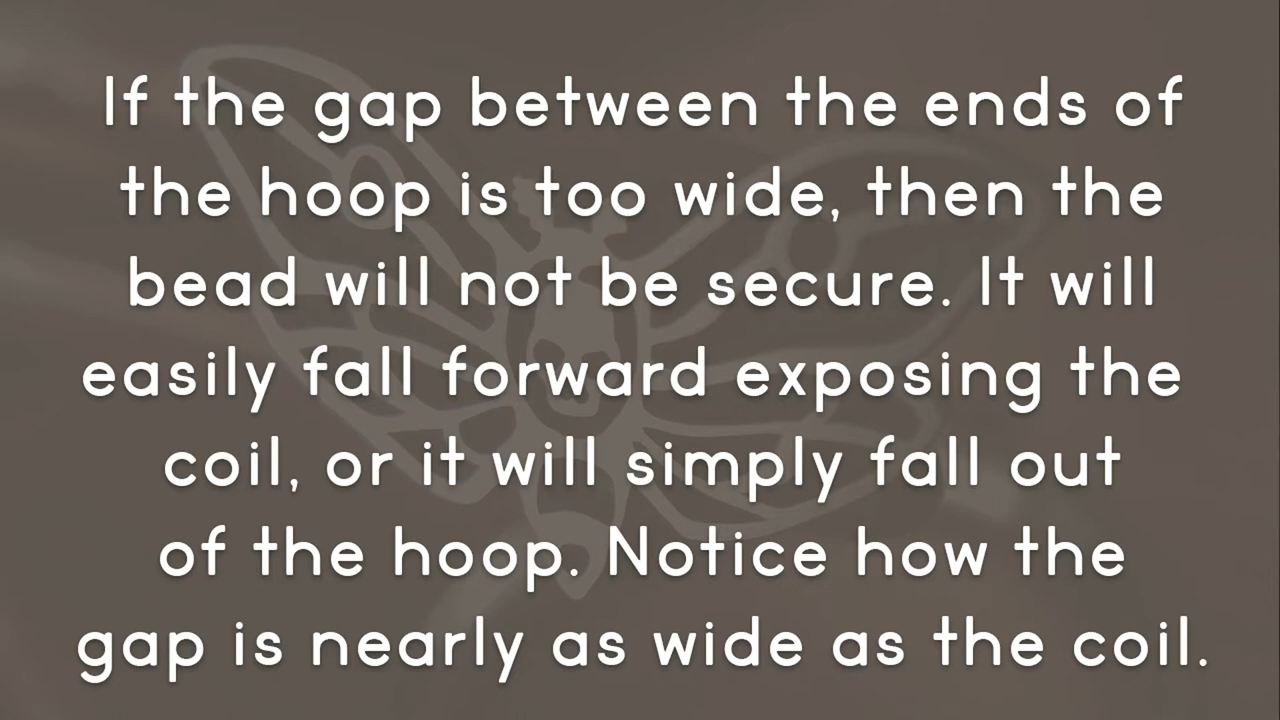 If the gap between the ends of
the hoop is too wide, then the
bead will not be secure. It will
easily fall forward exposing the
coil, or it will simply fall out
of the hoop. Notice how the
gap is nearly as wide as the coil.